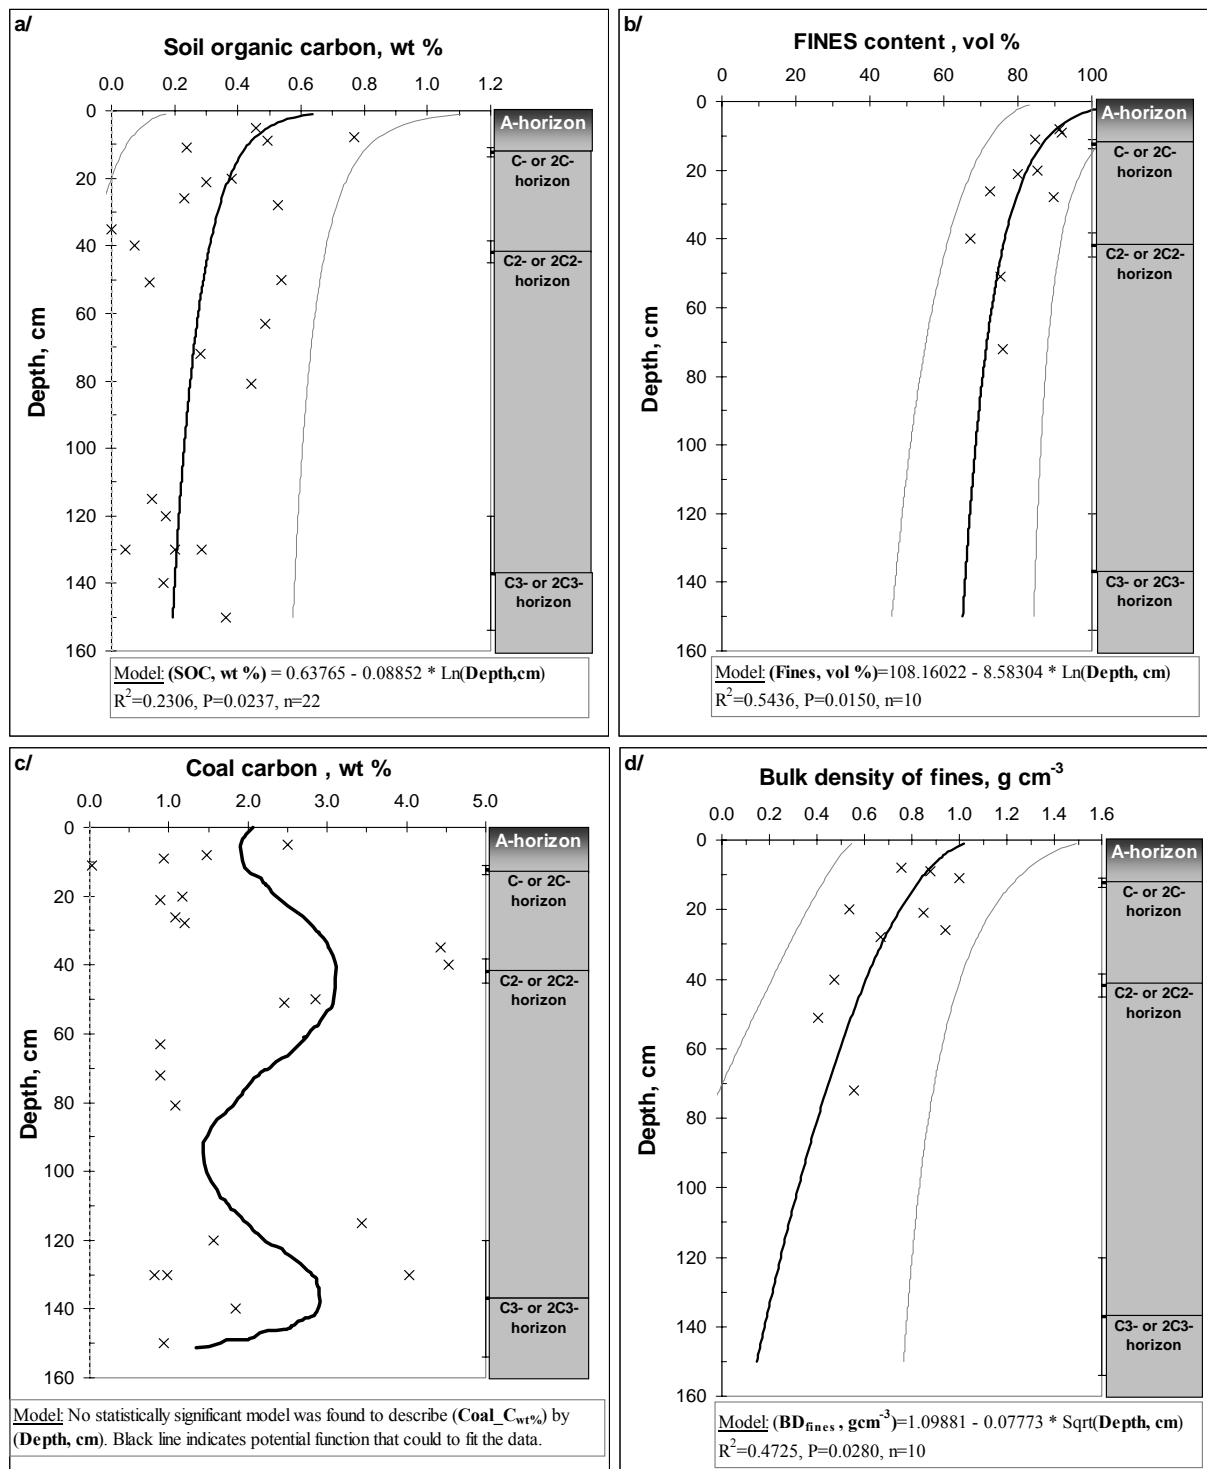 a/
Soil organic carbon, wt %
0.0 0.2 0.4 0.6 0.8 1.0 1.2
0
20
40
60
80
100
120
140
160
Depth, cm
A-horizon
C- or 2C-
horizon
C2- or 2C2-
horizon
C3- or 2C3-
horizon
Model: (SOC, wt %) = 0.63765 - 0.08852 * Ln(Depth,cm)
R²=0.2306, P=0.0237, n=22
b/
FINES content , vol %
0 20 40 60 80 100
0
20
40
60
80
100
120
140
160
Depth, cm
A-horizon
C- or 2C-
horizon
C2- or 2C2-
horizon
C3- or 2C3-
horizon
Model: (Fines, vol %)=108.16022 - 8.58304 * Ln(Depth, cm)
R²=0.5436, P=0.0150, n=10
c/
Coal carbon , wt %
0.0 1.0 2.0 3.0 4.0 5.0
0
20
40
60
80
100
120
140
160
Depth, cm
A-horizon
C- or 2C-
horizon
C2- or 2C2-
horizon
C3- or 2C3-
horizon
Model: No statistically significant model was found to describe (Coal_Cwt%) by
(Depth, cm). Black line indicates potential function that could to fit the data.
d/
Bulk density of fines, g cm⁻³
0.0 0.2 0.4 0.6 0.8 1.0 1.2 1.4 1.6
0
20
40
60
80
100
120
140
160
Depth, cm
A-horizon
C- or 2C-
horizon
C2- or 2C2-
horizon
C3- or 2C3-
horizon
Model: (BDfines , gcm⁻³)=1.09881 - 0.07773 * Sqrt(Depth, cm)
R²=0.4725, P=0.0280, n=10